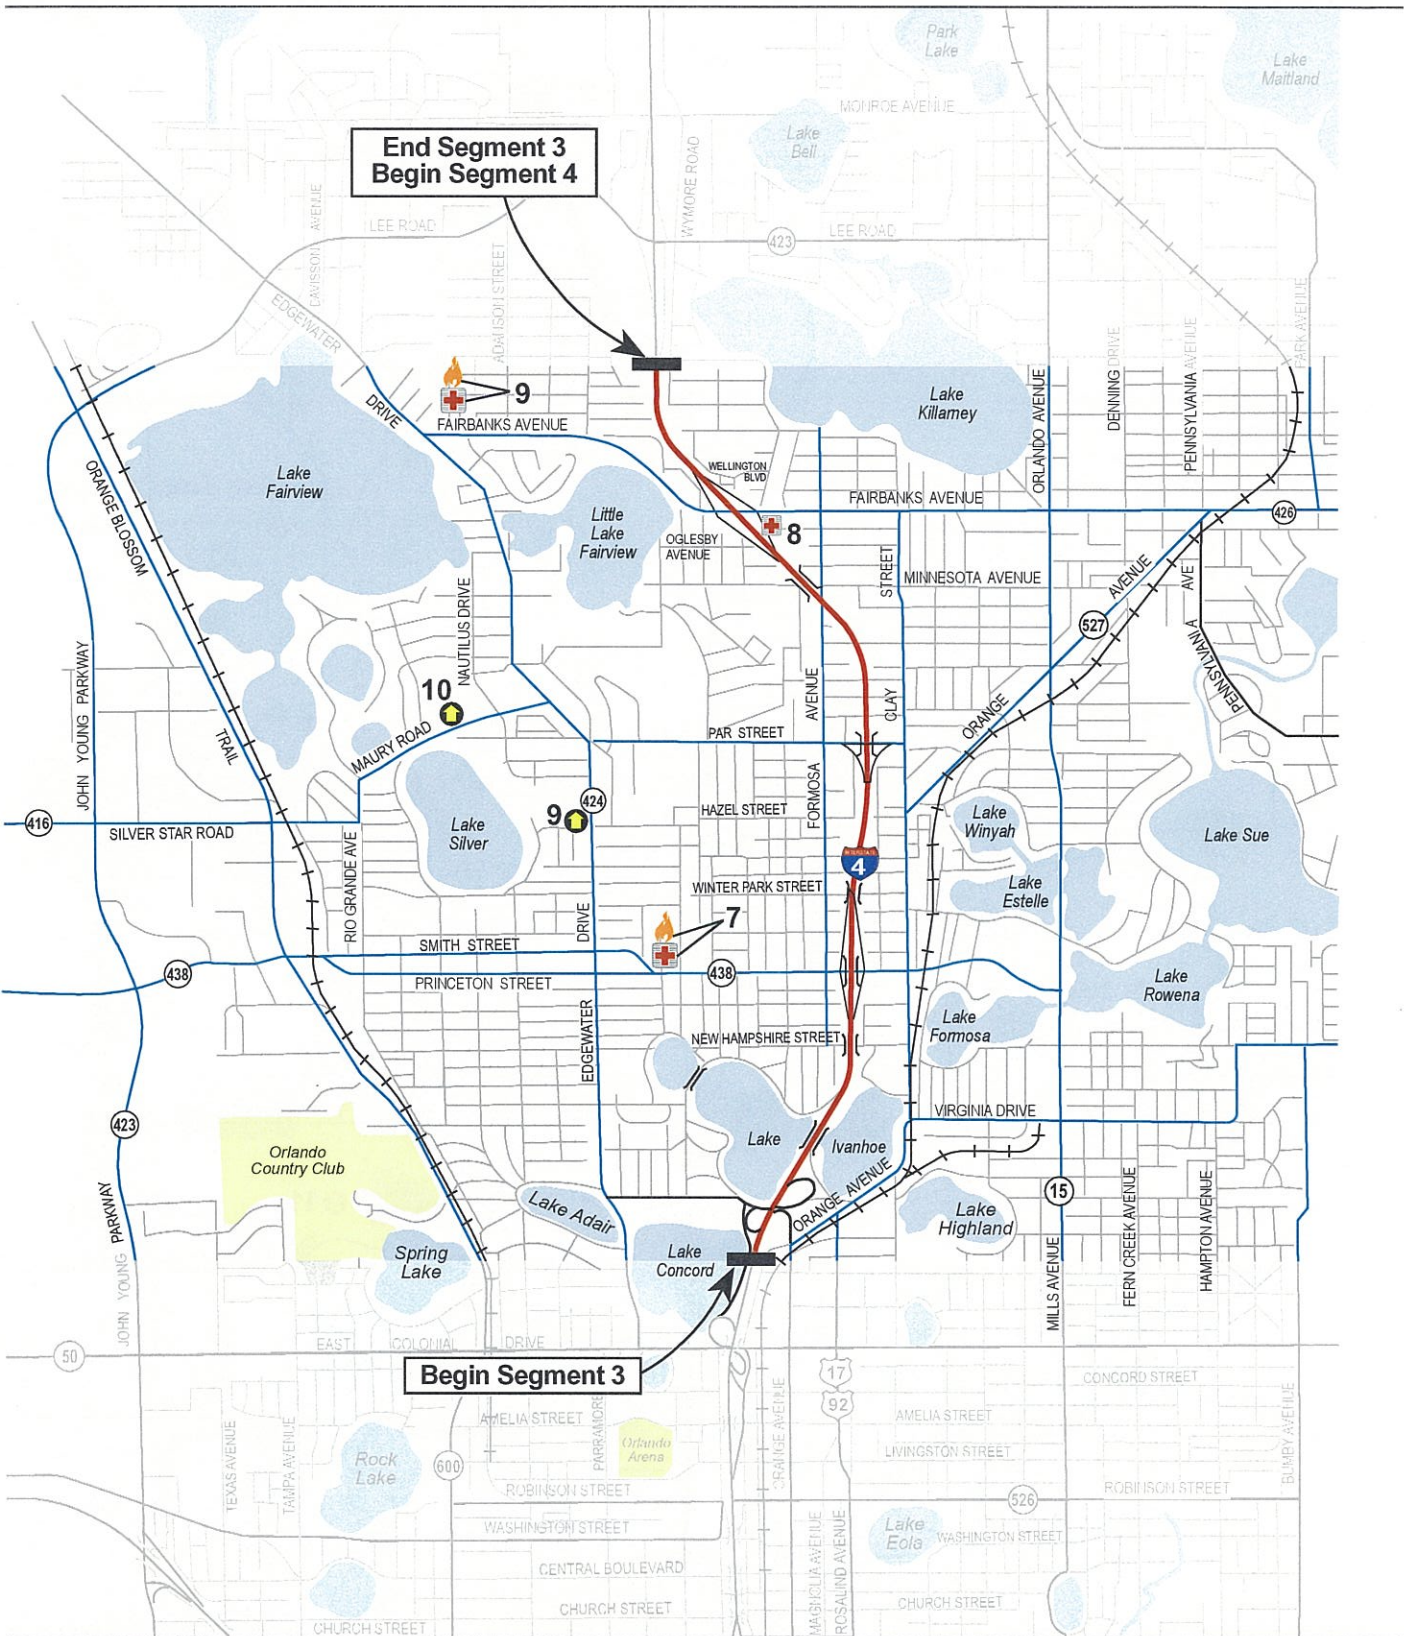 Park
Lake
Lake
Maitland
MONROE AVENUE
Lake
Bell
End Segment 3
Begin Segment 4
WYMORE ROAD
DAVISSON AVENUE
LEE ROAD
423
LEE ROAD
ADAMSON STREET
EDGEWATER
DRIVE
PARK AVENUE
9
FAIRBANKS AVENUE
Lake
Killarney
ORLANDO AVENUE
DENNING DRIVE
PENNSYLVANIA AVENUE
Lake
Fairview
ORANGE BLOSSOM
TRAIL
WELLINGTON
BLVD
FAIRBANKS AVENUE
426
Little
Lake
Fairview
OGLESBY
AVENUE
8
CLAY
STREET
MINNESOTA AVENUE
ORANGE
AVENUE
527
PENNSYLVANIA
AVE
NAUTILUS DRIVE
JOHN YOUNG PARKWAY
10
MAURY ROAD
FORMOSA
AVENUE
PAR STREET
416
SILVER STAR ROAD
Lake
Silver
9
424
HAZEL STREET
Lake
Winyah
Lake Sue
4
RIO GRANDE AVE
WINTER PARK STREET
Lake
Estelle
EDGEWATER
DRIVE
7
SMITH STREET
438
438
PRINCETON STREET
Lake
Rowena
Lake
Formosa
NEW HAMPSHIRE STREET
423
VIRGINIA DRIVE
Orlando
Country Club
Lake
Ivanhoe
JOHN YOUNG
PARKWAY
Lake Adair
ORANGE AVENUE
15
Lake
Highland
Spring
Lake
Lake
Concord
MILLS AVENUE
FERN CREEK AVENUE
HAMPTON AVENUE
50
EAST COLONIAL DRIVE
Begin Segment 3
17
92
CONCORD STREET
AMELIA STREET
PARRAMORE
ORANGE AVENUE
AMELIA STREET
BUMBY AVENUE
TEXAS AVENUE
TAMPA AVENUE
Rock
Lake
600
Orlando
Arena
LIVINGSTON STREET
ROBINSON STREET
526
ROBINSON STREET
WASHINGTON STREET
Lake
Eola
WASHINGTON STREET
CENTRAL BOULEVARD
MAGNOLIA AVENUE
ROSALIND AVENUE
CHURCH STREET
CHURCH STREET
CHURCH STREET